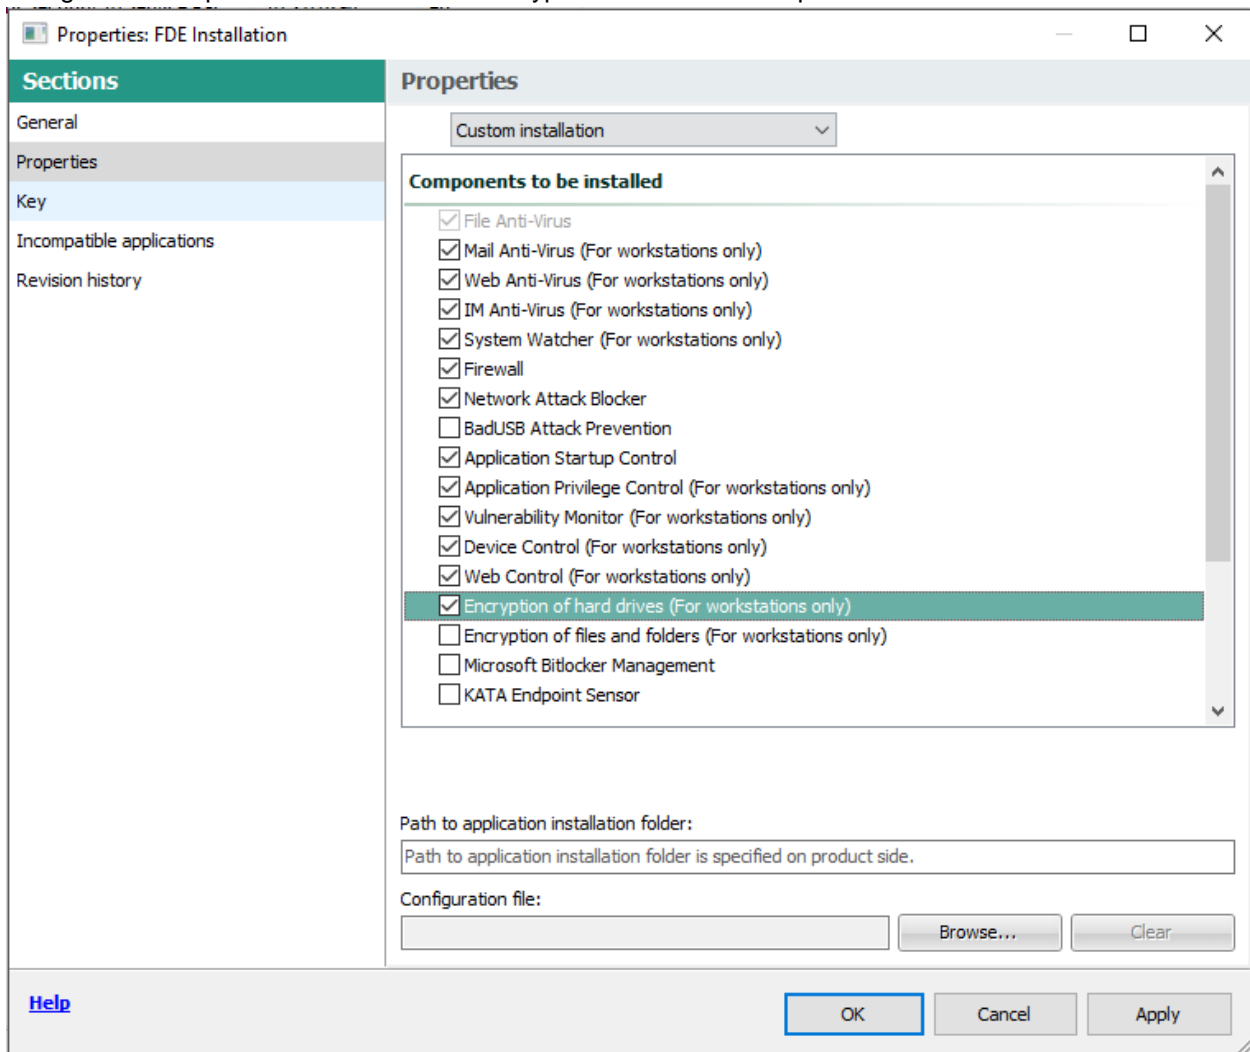 Properties: FDE Installation
Sections
General
Properties
Key
Incompatible applications
Revision history
Properties
Custom installation
Components to be installed
File Anti-Virus
Mail Anti-Virus (For workstations only)
Web Anti-Virus (For workstations only)
IM Anti-Virus (For workstations only)
System Watcher (For workstations only)
Firewall
Network Attack Blocker
BadUSB Attack Prevention
Application Startup Control
Application Privilege Control (For workstations only)
Vulnerability Monitor (For workstations only)
Device Control (For workstations only)
Web Control (For workstations only)
Encryption of hard drives (For workstations only)
Encryption of files and folders (For workstations only)
Microsoft Bitlocker Management
KATA Endpoint Sensor
Path to application installation folder:
Path to application installation folder is specified on product side.
Configuration file:
Browse...
Clear
Help
OK
Cancel
Apply